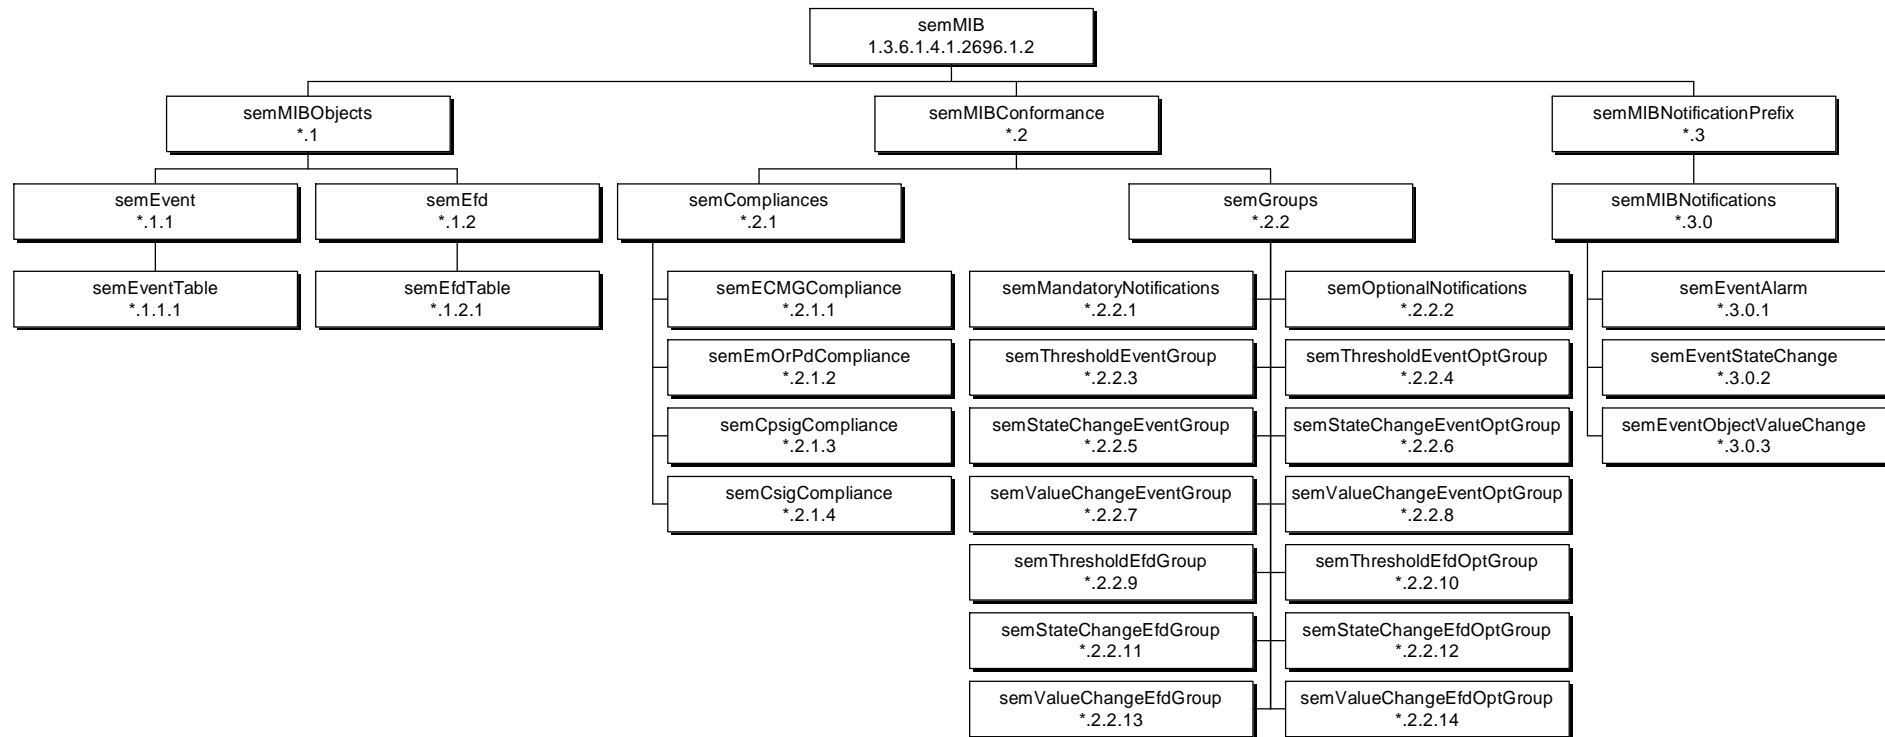 semMIB
1.3.6.1.4.1.2696.1.2
semMIBObjects
*.1
semMIBConformance
*.2
semMIBNotificationPrefix
*.3
semEvent
*.1.1
semEfd
*.1.2
semCompliances
*.2.1
semGroups
*.2.2
semMIBNotifications
*.3.0
semEventTable
*.1.1.1
semEfdTable
*.1.2.1
semECMGCompliance
*.2.1.1
semMandatoryNotifications
*.2.2.1
semOptionalNotifications
*.2.2.2
semEventAlarm
*.3.0.1
semEmOrPdCompliance
*.2.1.2
semThresholdEventGroup
*.2.2.3
semThresholdEventOptGroup
*.2.2.4
semEventStateChange
*.3.0.2
semCpsigCompliance
*.2.1.3
semStateChangeEventGroup
*.2.2.5
semStateChangeEventOptGroup
*.2.2.6
semEventObjectValueChange
*.3.0.3
semCsigCompliance
*.2.1.4
semValueChangeEventGroup
*.2.2.7
semValueChangeEventOptGroup
*.2.2.8
semThresholdEfdGroup
*.2.2.9
semThresholdEfdOptGroup
*.2.2.10
semStateChangeEfdGroup
*.2.2.11
semStateChangeEfdOptGroup
*.2.2.12
semValueChangeEfdGroup
*.2.2.13
semValueChangeEfdOptGroup
*.2.2.14